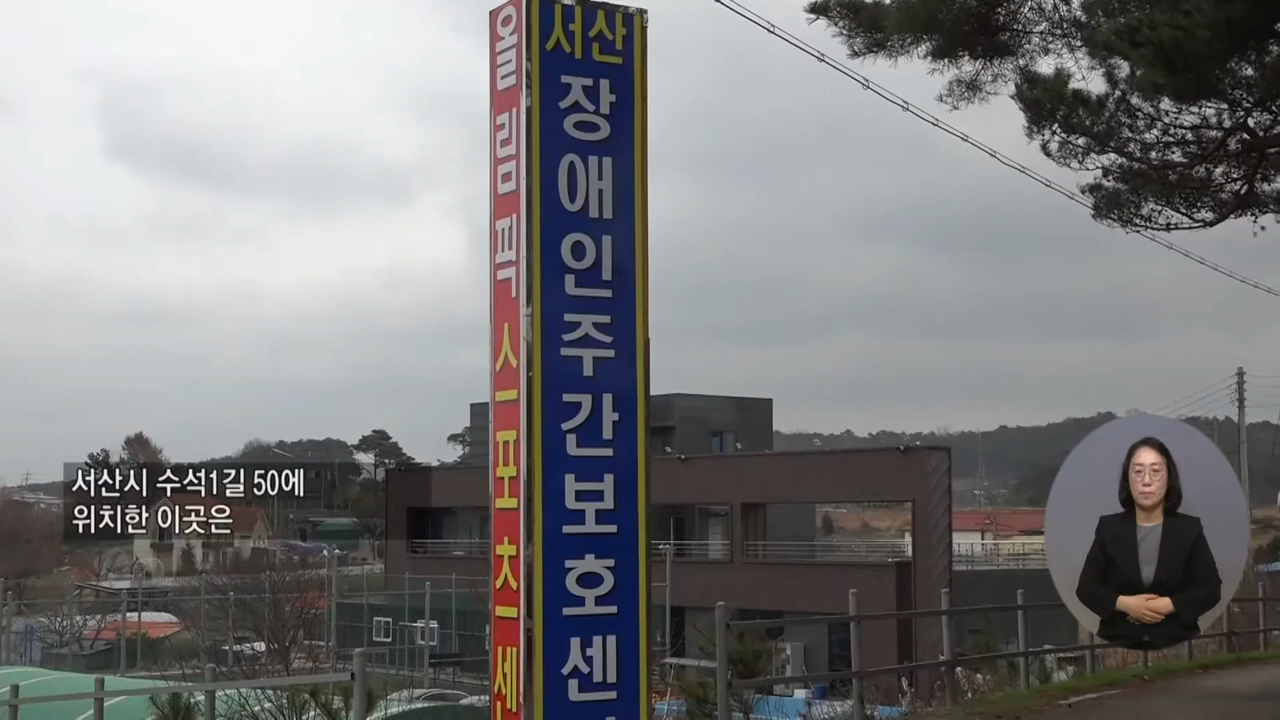 올림픽스포츠센
서산
장애인주간보호센
서산시 수석1길 50에
위치한 이곳은